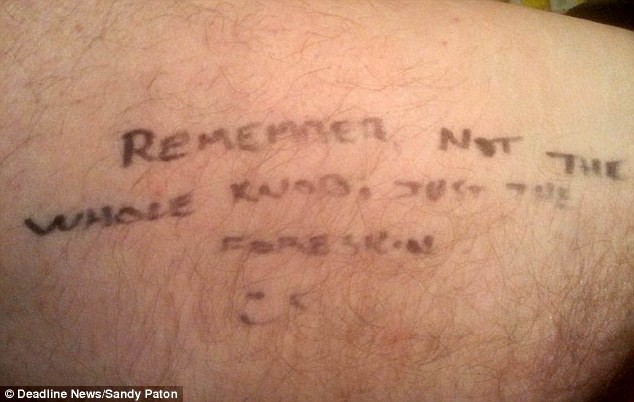 REMEMBER, NOT THE
WHOLE KNOB, JUST THE
FORESKIN
© Deadline News/Sandy Paton